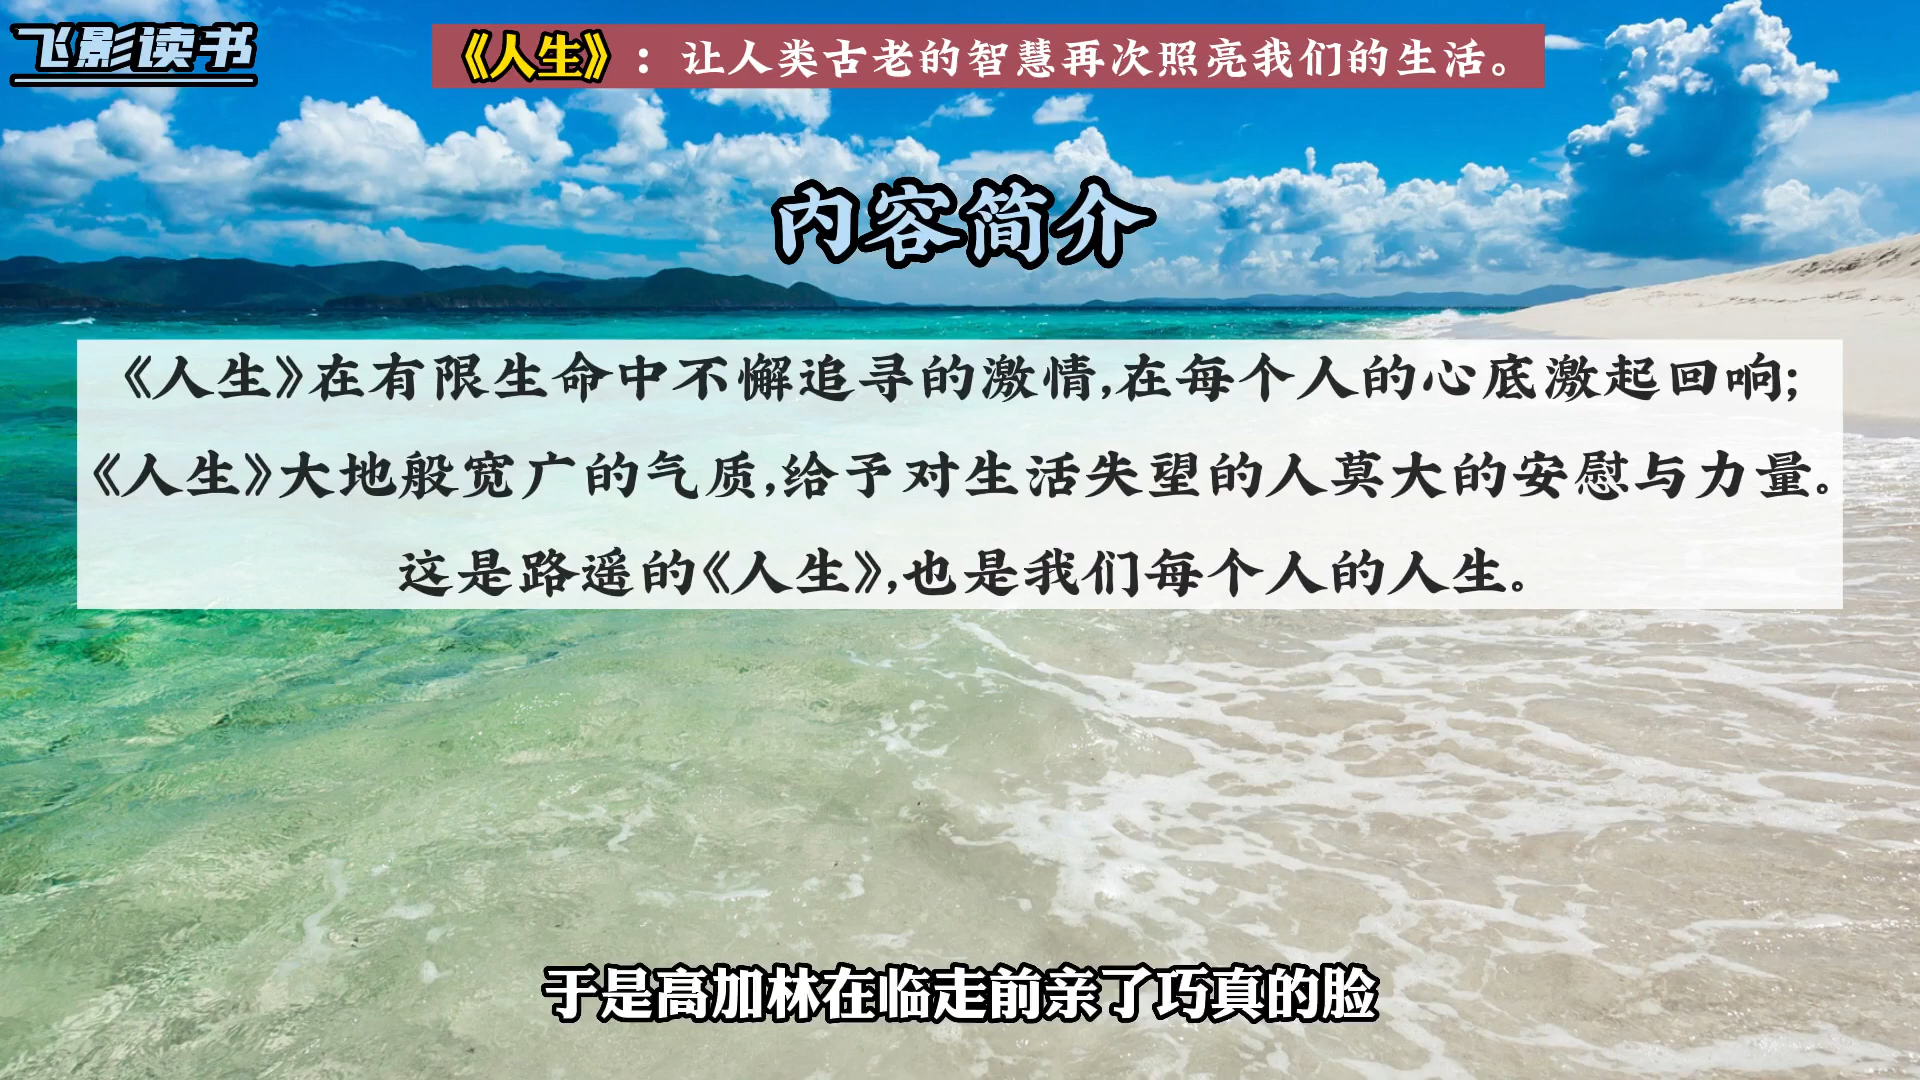 飞影读书
《人生》：让人类古老的智慧再次照亮我们的生活。
内容简介
《人生》在有限生命中不懈追寻的激情,在每个人的心底激起回响;
《人生》大地般宽广的气质,给予对生活失望的人莫大的安慰与力量。
这是路遥的《人生》,也是我们每个人的人生。
于是高加林在临走前亲了巧真的脸